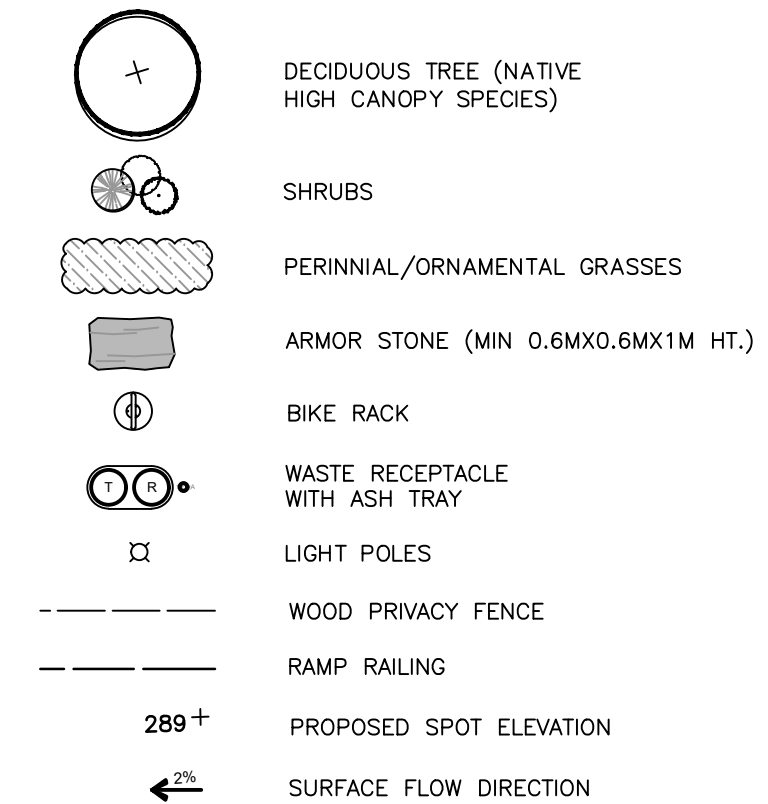 DECIDUOUS TREE (NATIVE
HIGH CANOPY SPECIES)
SHRUBS
PERINNIAL/ORNAMENTAL GRASSES
ARMOR STONE (MIN 0.6MX0.6MX1M HT.)
BIKE RACK
T R
WASTE RECEPTACLE
WITH ASH TRAY
LIGHT POLES
WOOD PRIVACY FENCE
RAMP RAILING
289+ PROPOSED SPOT ELEVATION
2% SURFACE FLOW DIRECTION